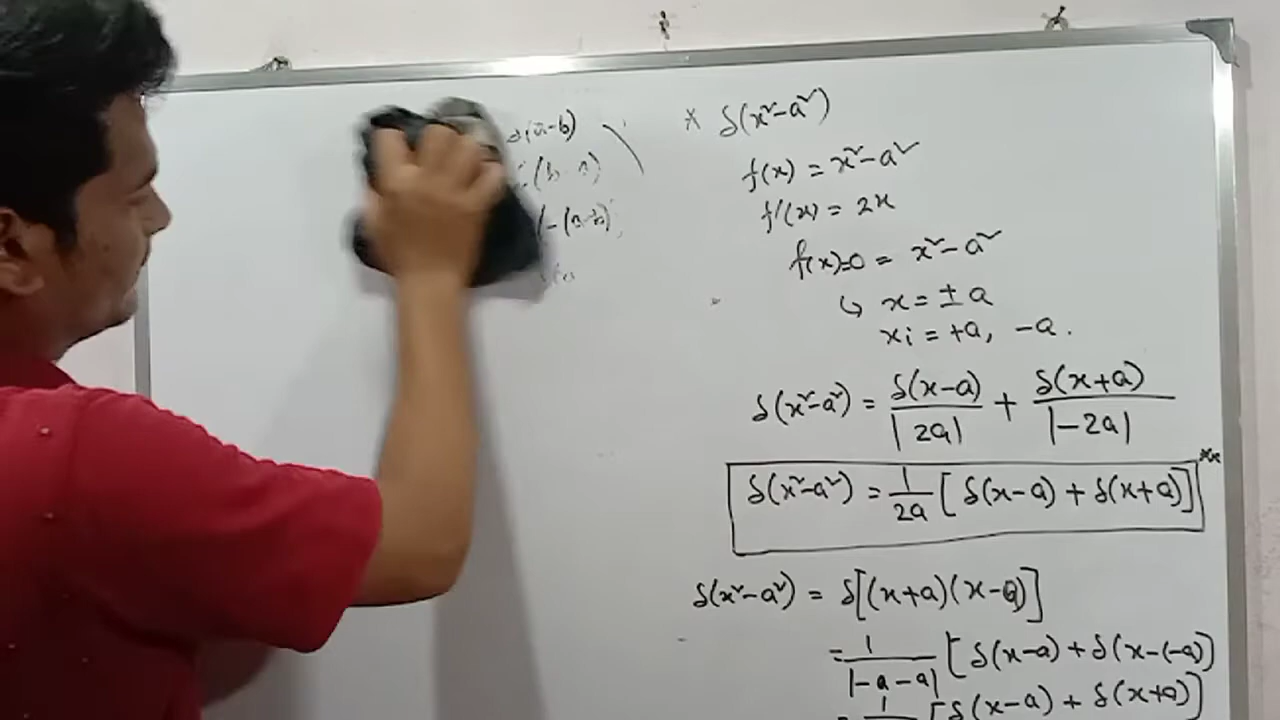 (a-b)
(b-a)
(-(a-b)
* δ(x²-a²)
f(x) = x²-a²
f'(x) = 2x
f(x)=0 = x²-a²
↳ x = ±a
xi = +a, -a.
δ(x²-a²) = δ(x-a)/|2a| + δ(x+a)/|-2a|
δ(x²-a²) = 1/2a [δ(x-a) + δ(x+a)] **
δ(x²-a²) = δ[(x+a)(x-a)]
= 1/|-a-a| [δ(x-a) + δ(x-(-a)]
= 1 [δ(x-a) + δ(x+a)]